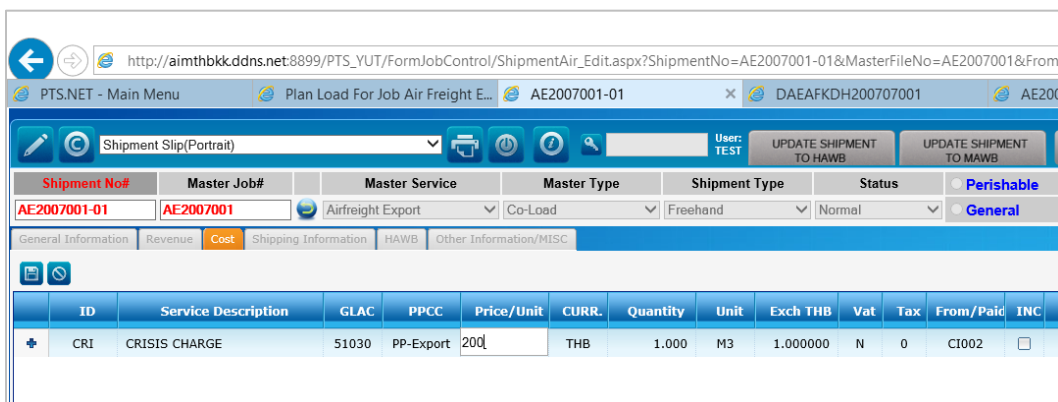 http://aimthbkk.ddns.net:8899/PTS_YUT/FormJobControl/ShipmentAir_Edit.aspx?ShipmentNo=AE2007001-01&MasterFileNo=AE2007001&From
PTS.NET - Main Menu Plan Load For Job Air Freight E... AE2007001-01 × DAEAFKDH200707001 AE200
Shipment Slip(Portrait) User: TEST UPDATE SHIPMENT TO HAWB UPDATE SHIPMENT TO MAWB
Shipment No# Master Job# Master Service Master Type Shipment Type Status Perishable
AE2007001-01 AE2007001 Airfreight Export Co-Load Freehand Normal General
General Information Revenue Cost Shipping Information HAWB Other Information/MISC
ID Service Description GLAC PPCC Price/Unit CURR. Quantity Unit Exch THB Vat Tax From/Paid INC
CRI CRISIS CHARGE 51030 PP-Export 200 THB 1.000 M3 1.000000 N 0 CI002